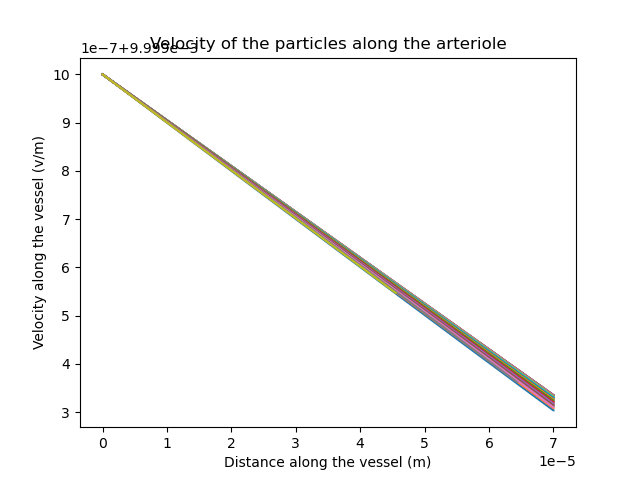 Velocity of the particles along the arteriole
1e−7+9.999e−3
10
9
8
7
6
5
4
3
Velocity along the vessel (v/m)
0 1 2 3 4 5 6 7
1e−5
Distance along the vessel (m)